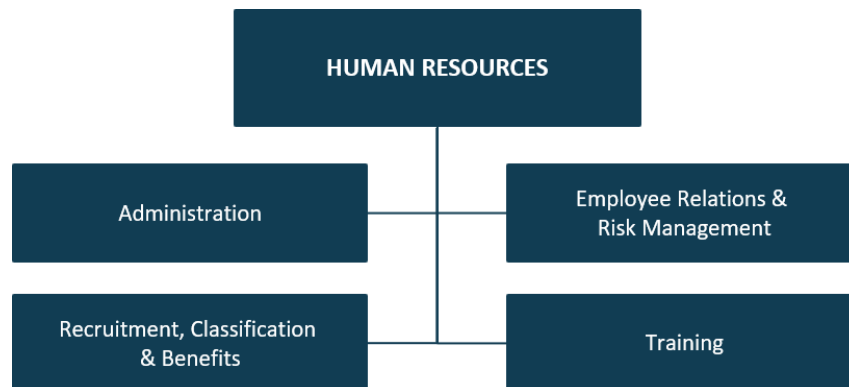 HUMAN RESOURCES
Administration
Employee Relations &
Risk Management
Recruitment, Classification
& Benefits
Training